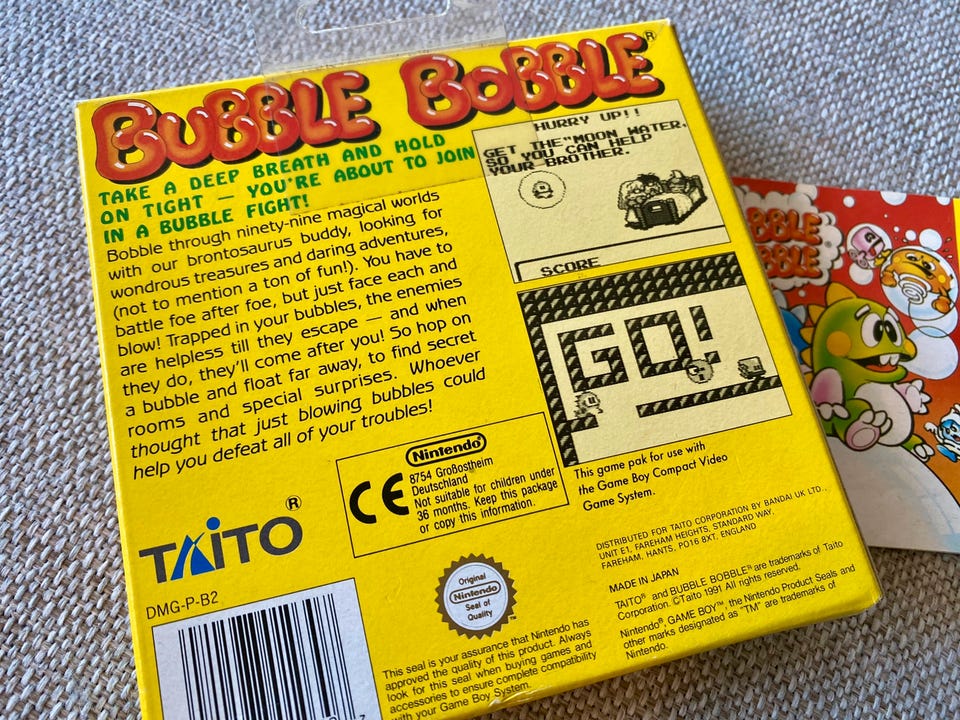 BUBBLE BOBBLE®
TAKE A DEEP BREATH AND HOLD
ON TIGHT — YOU'RE ABOUT TO JOIN
IN A BUBBLE FIGHT!
Bobble through ninety-nine magical worlds
with our brontosaurus buddy, looking for
wondrous treasures and daring adventures,
(not to mention a ton of fun!). You have to
battle foe after foe, but just face each and
blow! Trapped in your bubbles, the enemies
are helpless till they escape — and when
they do, they'll come after you! So hop on
a bubble and float far away, to find secret
rooms and special surprises. Whoever
thought that just blowing bubbles could
help you defeat all of your troubles!
HURRY UP!!
GET THE "MOON WATER.
SO YOU CAN HELP
YOUR BROTHER.
SCORE
GO!
This game pak for use with
the Game Boy Compact Video
Game System.
CE
Nintendo®
8754 Großostheim
Deutschland
Not suitable for children under
36 months. Keep this package
or copy this information.
TAITO®
DMG-P-B2
Original
Nintendo
Seal of
Quality
TM
This seal is your assurance that Nintendo has
approved the quality of this product. Always
look for this seal when buying games and
accessories to ensure complete compatibility
with your Game Boy System.
DISTRIBUTED FOR TAITO CORPORATION BY BANDAI UK LTD.,
UNIT E1, FAREHAM HEIGHTS, STANDARD WAY,
FAREHAM, HANTS, PO16 8XT. ENGLAND
MADE IN JAPAN
TAITO® and BUBBLE BOBBLE® are trademarks of Taito
Corporation. ©Taito 1991 All rights reserved.
Nintendo®, GAME BOY™, the Nintendo Product Seals and
other marks designated as "TM" are trademarks of
Nintendo.
BUBBLE
BOBBLE